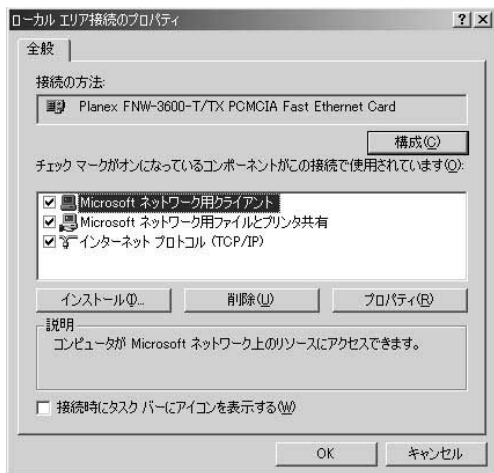 ローカル エリア接続のプロパティ
全般
接続の方法:
Planex FNW-3600-T/TX PCMCIA Fast Ethernet Card
構成(C)
チェック マークがオンになっているコンポーネントがこの接続で使用されています(O):
Microsoft ネットワーク用クライアント
Microsoft ネットワーク用ファイルとプリンタ共有
インターネット プロトコル (TCP/IP)
インストール(I)... 削除(U) プロパティ(R)
説明
コンピュータが Microsoft ネットワーク上のリソースにアクセスできます。
接続時にタスク バーにアイコンを表示する(W)
OK キャンセル